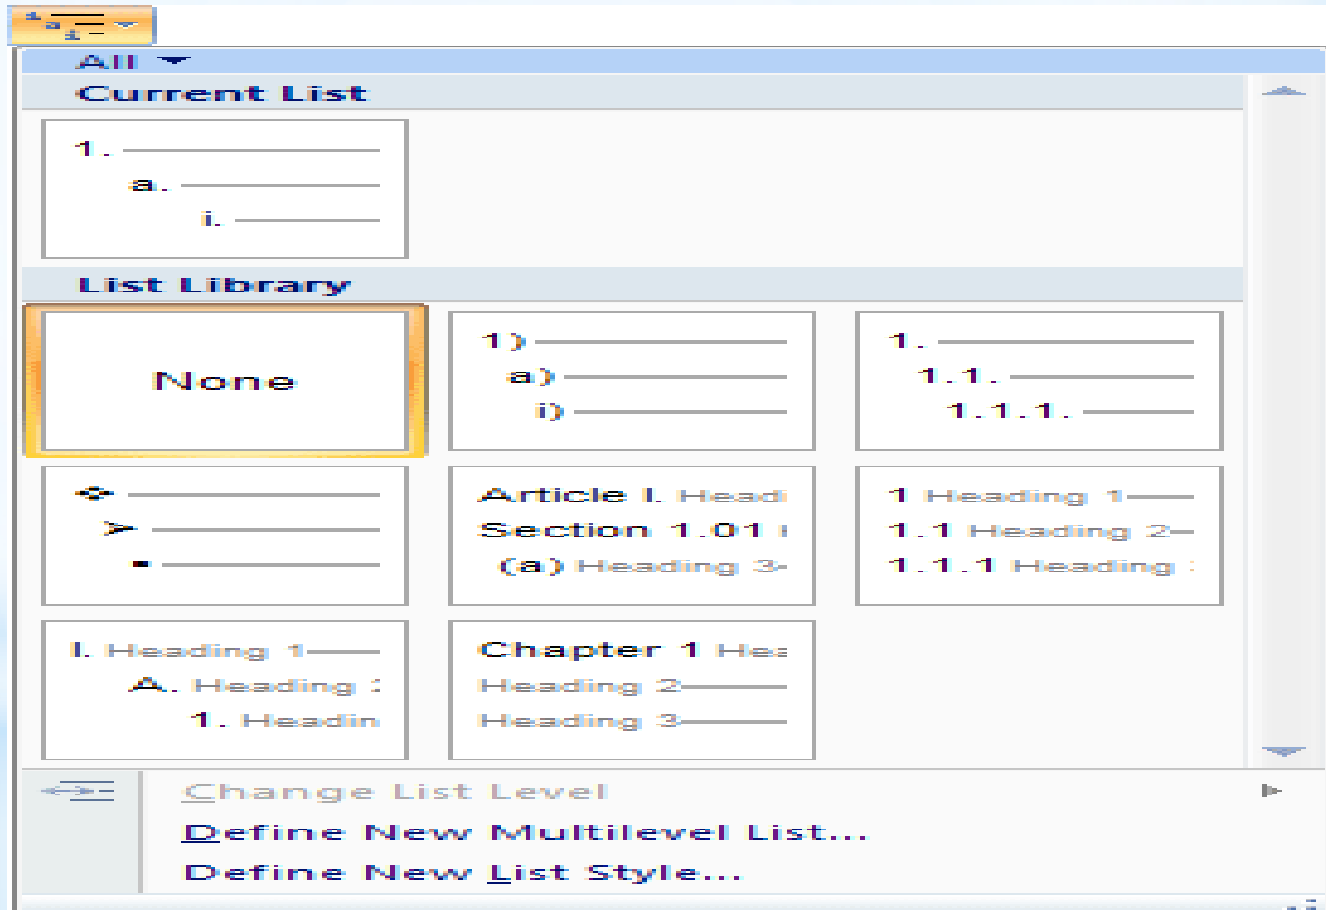 All
Current List
1.
a.
i.
List Library
None
1)
a)
i)
1.
1.1.
1.1.1.
Article I. Headi
Section 1.01
(a) Heading 3
1 Heading 1
1.1 Heading 2
1.1.1 Heading
I. Heading 1
A. Heading
1. Headin
Chapter 1 Hea
Heading 2
Heading 3
Change List Level
Define New Multilevel List...
Define New List Style...